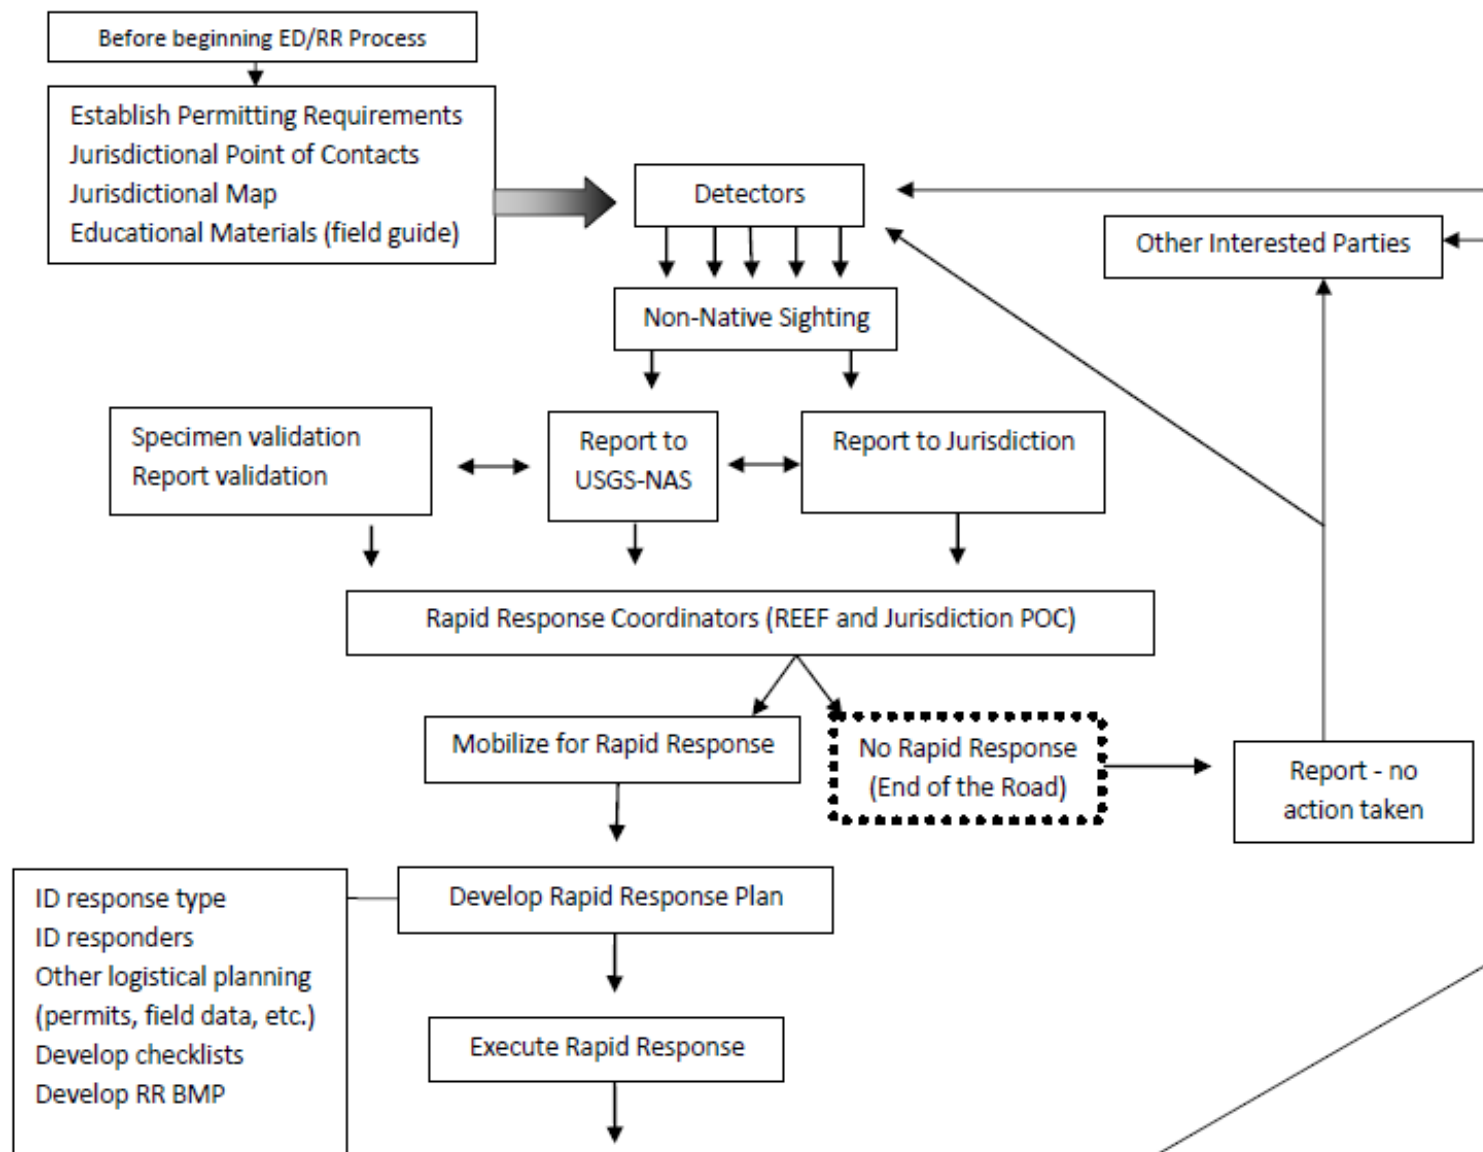 Before beginning ED/RR Process
Establish Permitting Requirements
Jurisdictional Point of Contacts
Jurisdictional Map
Educational Materials (field guide)
Detectors
Other Interested Parties
Non-Native Sighting
Specimen validation
Report validation
Report to
USGS-NAS
Report to Jurisdiction
Rapid Response Coordinators (REEF and Jurisdiction POC)
Mobilize for Rapid Response
No Rapid Response
(End of the Road)
Report - no
action taken
Develop Rapid Response Plan
ID response type
ID responders
Other logistical planning
(permits, field data, etc.)
Develop checklists
Develop RR BMP
Execute Rapid Response